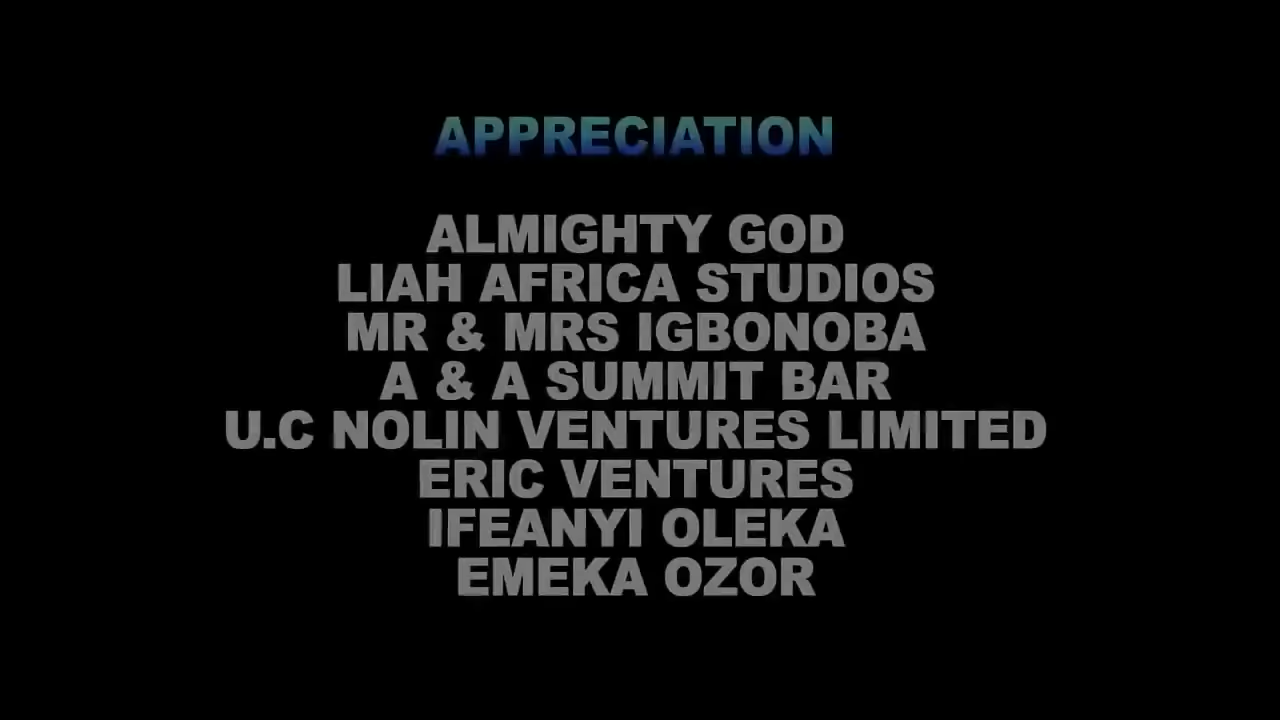 APPRECIATION
ALMIGHTY GOD
LIAH AFRICA STUDIOS
MR & MRS IGBONOBA
A & A SUMMIT BAR
U.C NOLIN VENTURES LIMITED
ERIC VENTURES
IFEANYI OLEKA
EMEKA OZOR